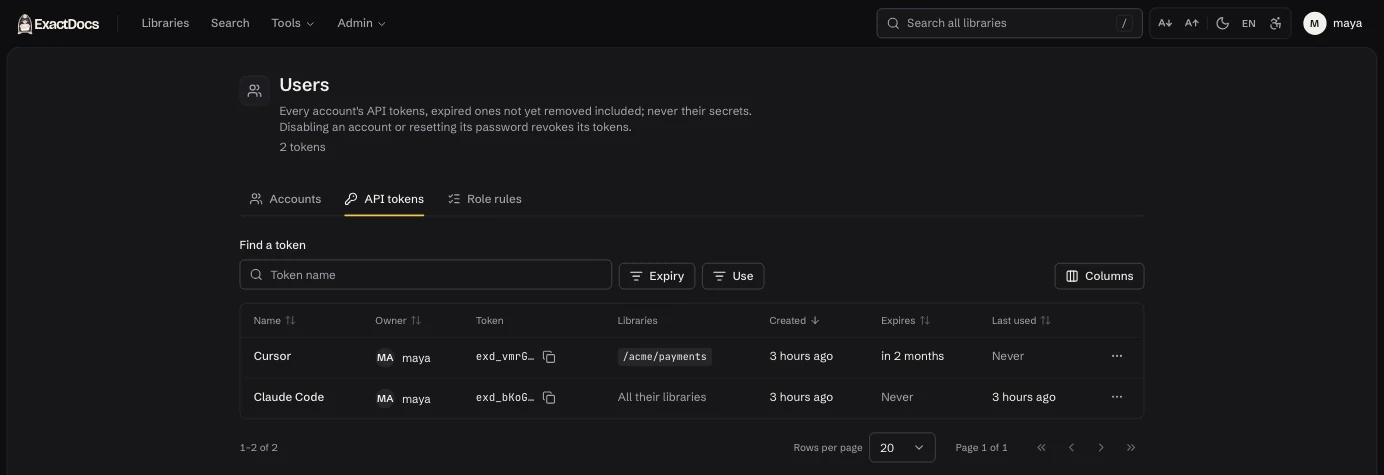 ExactDocs Libraries Search Tools Admin Search all libraries / A↓ A↑ EN M maya
Users
Every account's API tokens, expired ones not yet removed included; never their secrets.
Disabling an account or resetting its password revokes its tokens.
2 tokens
Accounts API tokens Role rules
Find a token
Token name Expiry Use Columns
Name Owner Token Libraries Created Expires Last used
Cursor MA maya exd_vmrG… /acme/payments 3 hours ago in 2 months Never
Claude Code MA maya exd_bKoG… All their libraries 3 hours ago Never 3 hours ago
1–2 of 2 Rows per page 20 Page 1 of 1